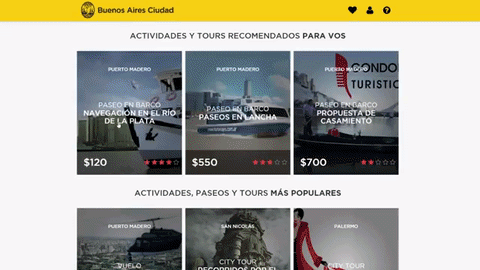 Buenos Aires Ciudad
ACTIVIDADES Y TOURS RECOMENDADOS PARA VOS
PUERTO MADERO
PASEO EN BARCO
NAVEGACIÓN EN EL RÍO
DE LA PLATA
$120
PUERTO MADERO
PASEO EN BARCO
PASEOS EN LANCHA
$550
CONDO
TURISTIC
PUERTO MADERO
PASEO EN BARCO
PROPUESTA DE
CASAMIENTO
$700
ACTIVIDADES, PASEOS Y TOURS MÁS POPULARES
PUERTO MADERO
VUELO
SAN NICOLÁS
CITY TOUR
RECORRIDOS POR EL
PALERMO
CITY TOUR